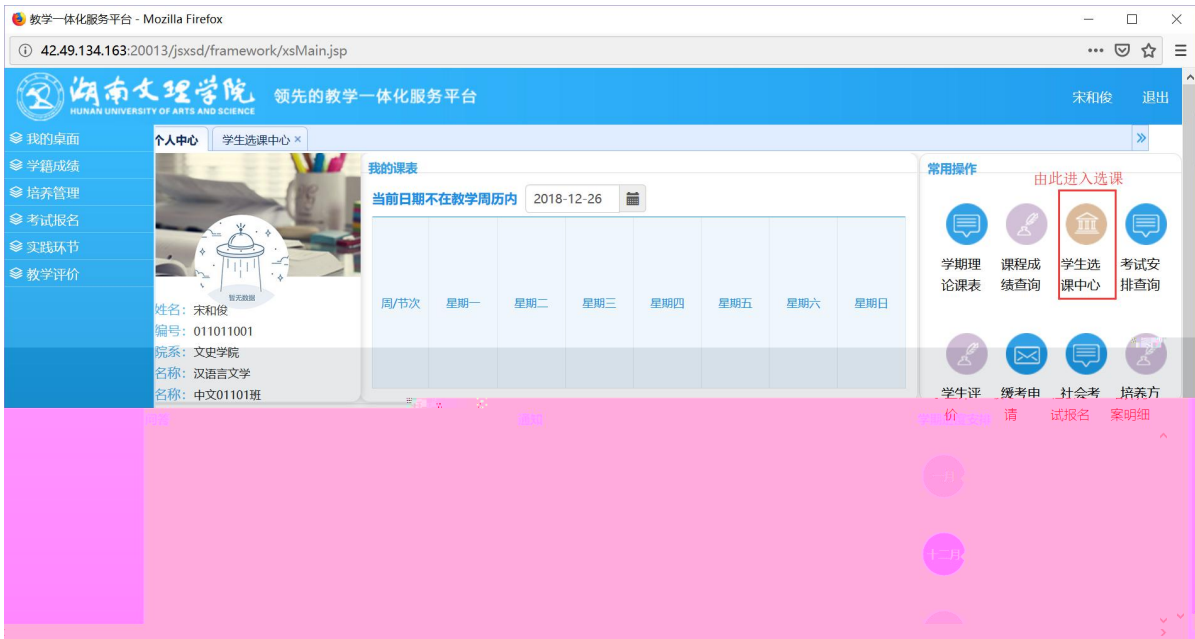 教学一体化服务平台 - Mozilla Firefox
42.49.134.163:20013/jsxsd/framework/xsMain.jsp
湖南文理学院
HUNAN UNIVERSITY OF ARTS AND SCIENCE
领先的教学一体化服务平台
宋和俊 退出
我的桌面
学籍成绩
培养管理
考试报名
实践环节
教学评价
个人中心 学生选课中心 ×
暂无数据
姓名：宋和俊
编号：011011001
院系：文史学院
名称：汉语言文学
名称：中文01101班
我的课表
当前日期不在教学周历内 2018-12-26
周/节次 星期一 星期二 星期三 星期四 星期五 星期六 星期日
常用操作
由此进入选课
学期理论课表
课程成绩查询
学生选课中心
考试安排查询
学生评价
缓考申请
社会考试报名
培养方案明细
通知
月
十二月